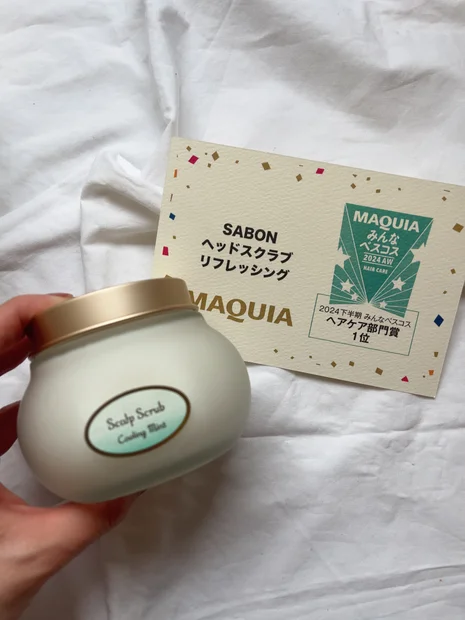 SABON
ヘッドスクラブ
リフレッシング
MAQUIA
MAQUIA
みんな
ベスコス
2024 AW
HAIR CARE
2024下半期 みんなベスコス
ヘアケア部門賞
1位
Scalp Scrub
Cooling Mint